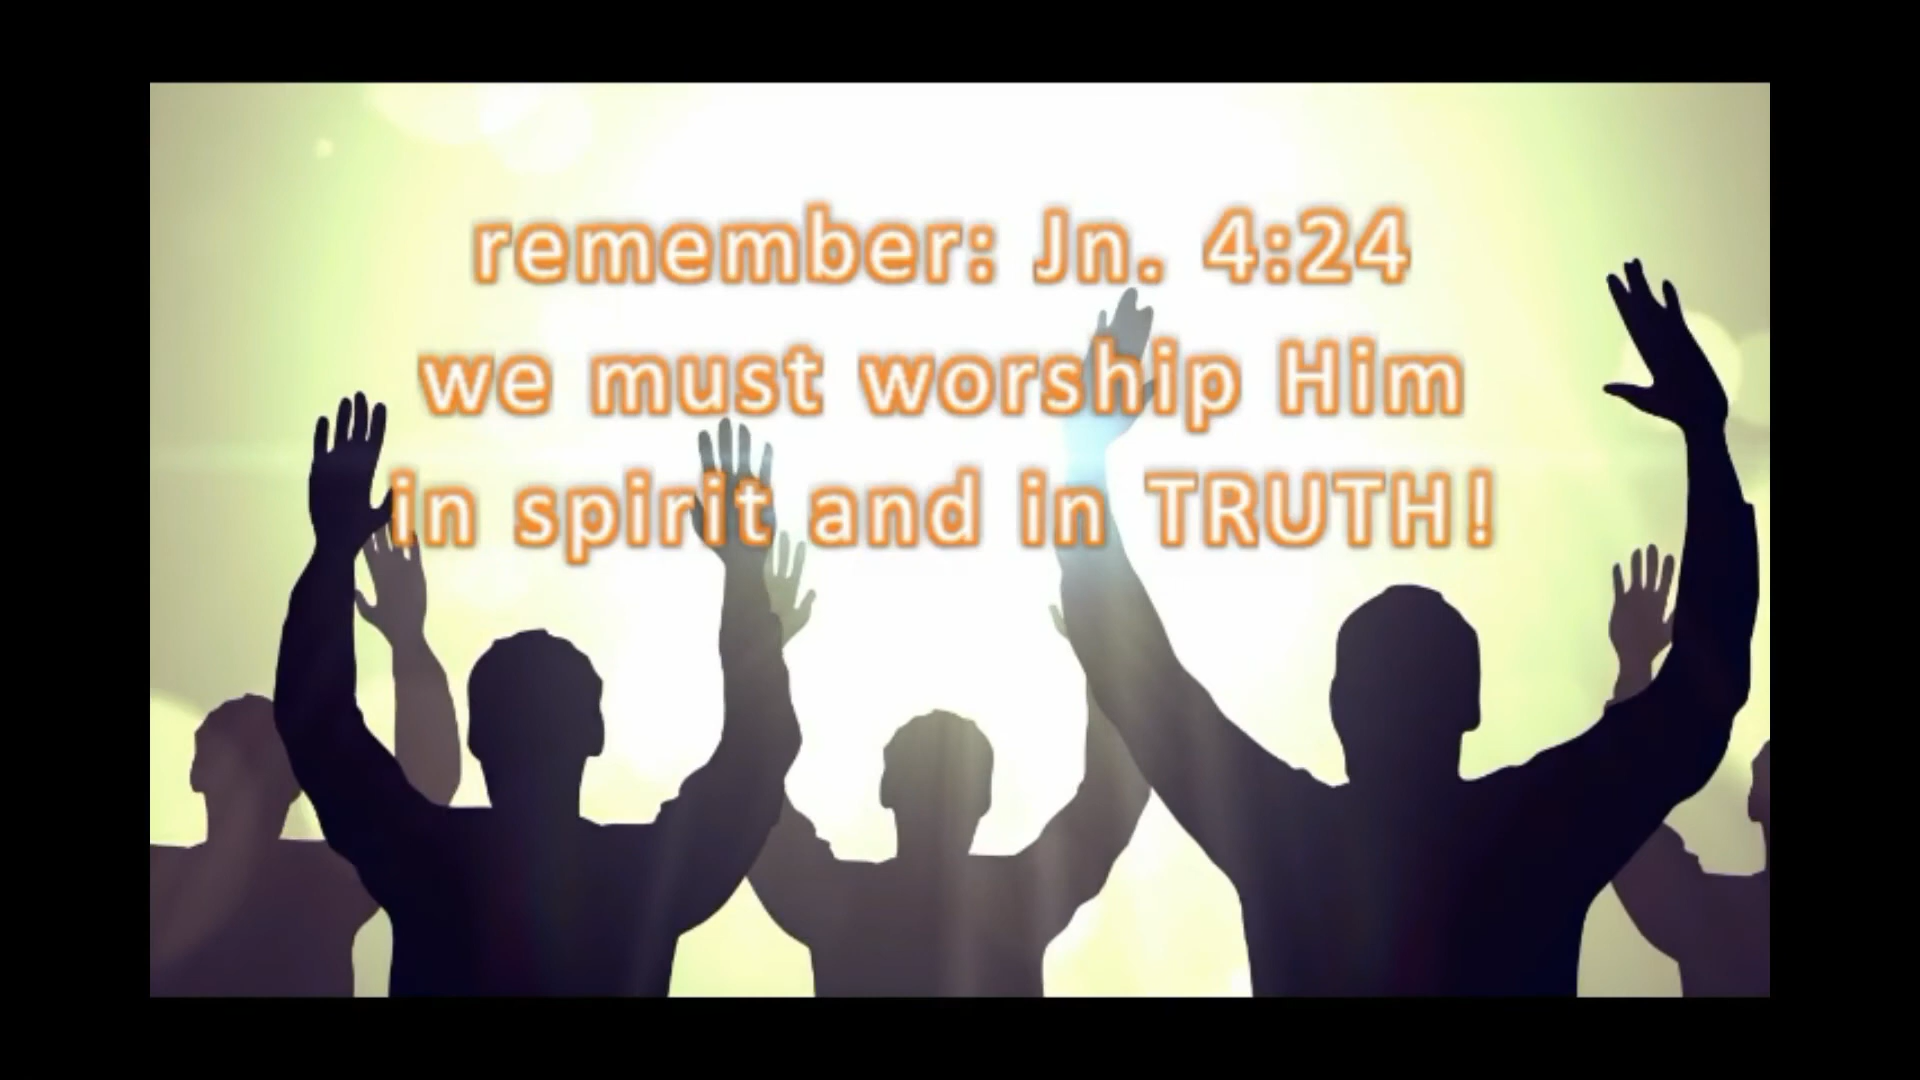 remember: Jn. 4:24
we must worship Him
in spirit and in TRUTH!